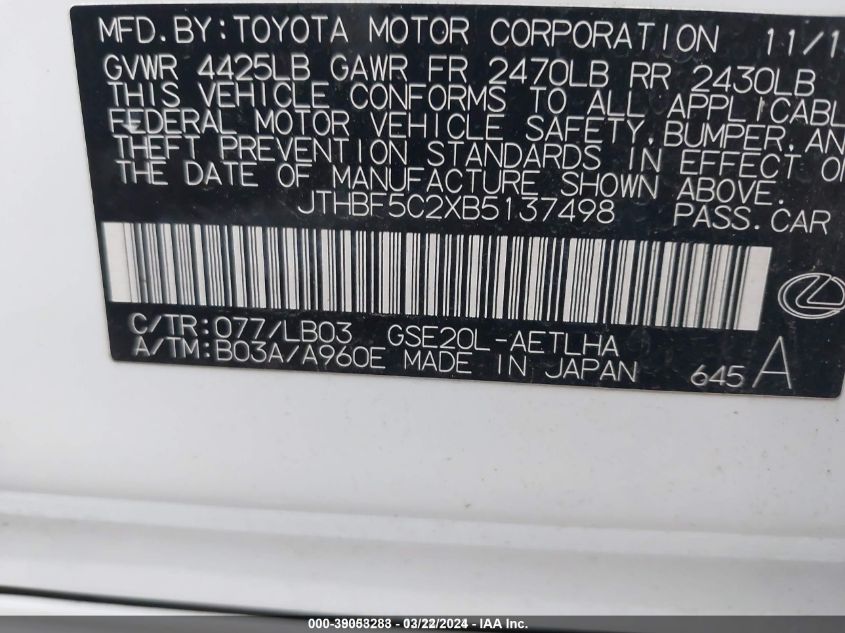 MFD. BY: TOYOTA MOTOR CORPORATION 11/1
GVWR 4425LB GAWR FR 2470LB RR 2430LB
THIS VEHICLE CONFORMS TO ALL APPLICABL
FEDERAL MOTOR VEHICLE SAFETY, BUMPER, AN
THEFT PREVENTION STANDARDS IN EFFECT O
THE DATE OF MANUFACTURE SHOWN ABOVE.
JTHBF5C2XB5137498 PASS. CAR
C/TR: 077/LB03 GSE20L-AETLHA
A/TM: B03A/A960E MADE IN JAPAN 645 A
000-39053283 - 03/22/2024 - IAA Inc.